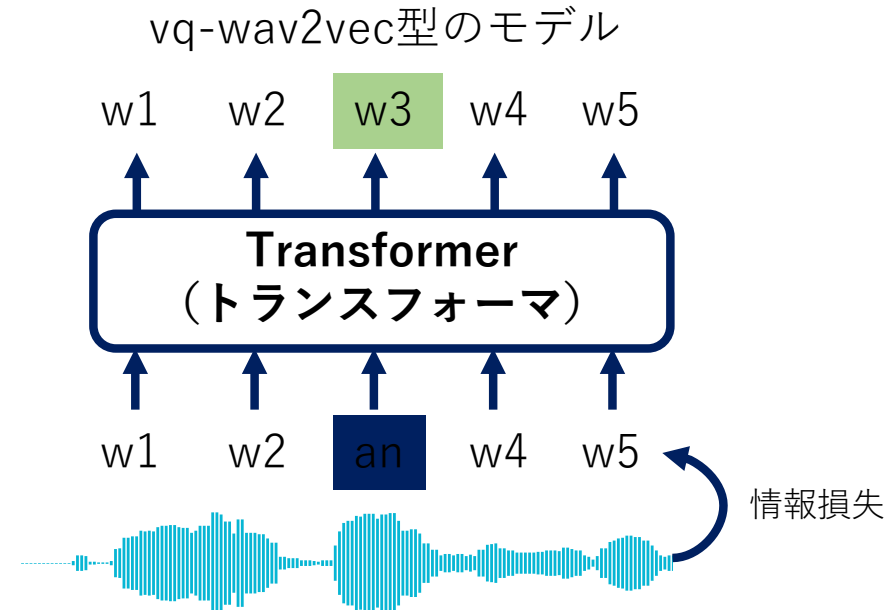 vq-wav2vec型のモデル
w1 w2 w3 w4 w5
Transformer
（トランスフォーマ）
w1 w2 an w4 w5
情報損失